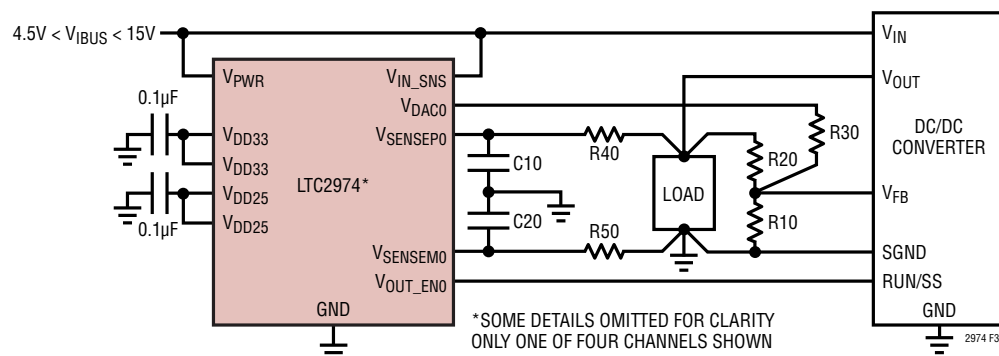 4.5V < VIBUS < 15V
VPWR
VIN_SNS
VDAC0
VSENSEP0
0.1µF
VDD33
VDD33
LTC2974*
VDD25
VDD25
0.1µF
VSENSEM0
VOUT_EN0
GND
R40
C10
C20
R50
LOAD
R20
R30
R10
VIN
VOUT
DC/DC
CONVERTER
VFB
SGND
RUN/SS
GND
*SOME DETAILS OMITTED FOR CLARITY
ONLY ONE OF FOUR CHANNELS SHOWN